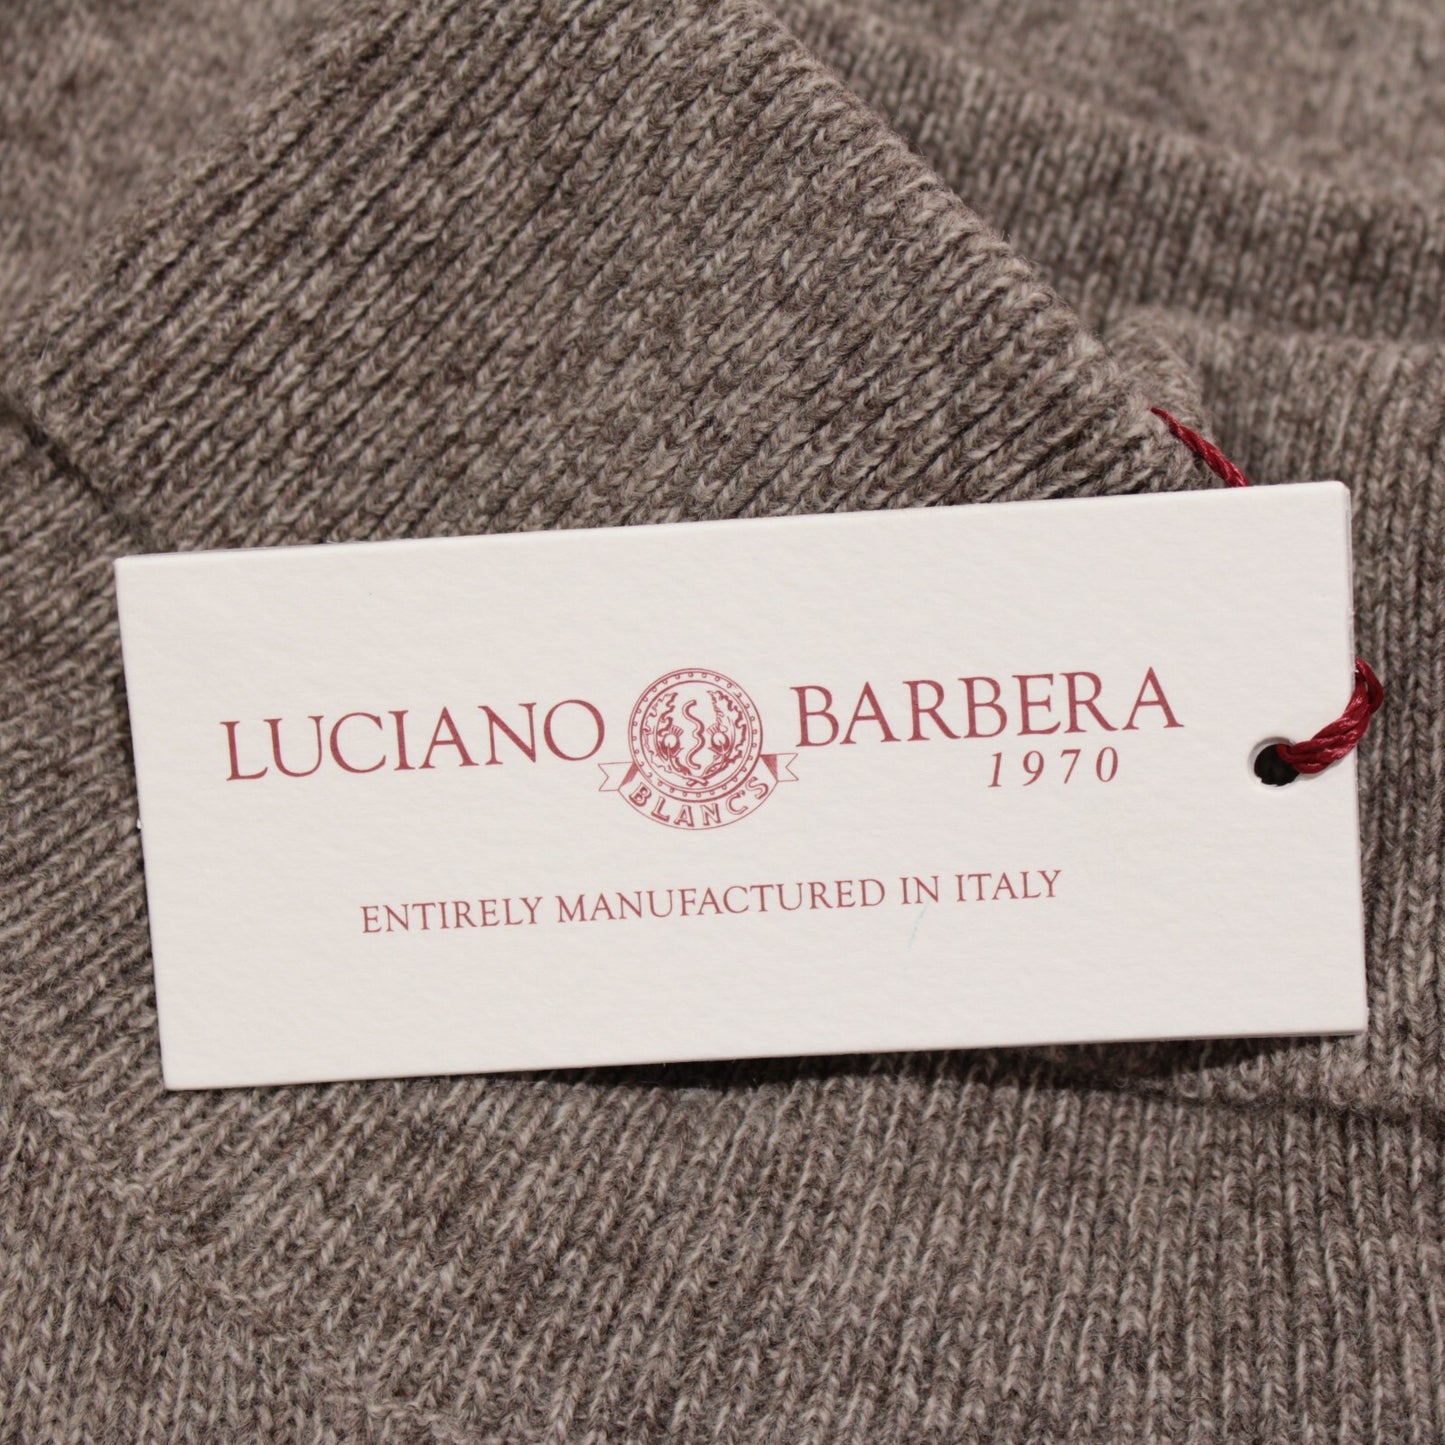 LUCIANO BARBERA
1970
BLANC'S
ENTIRELY MANUFACTURED IN ITALY